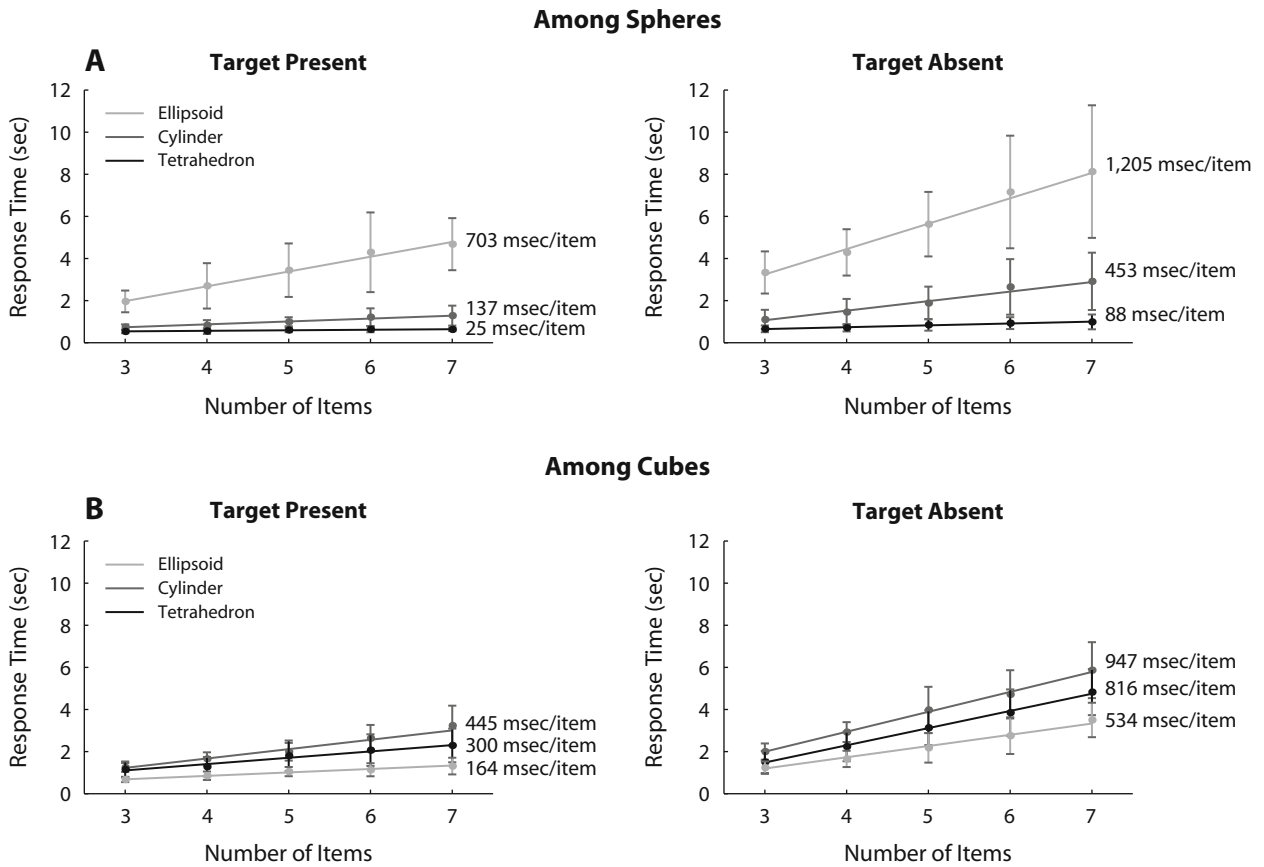 Among Spheres
A
Target Present
Target Absent
12
10
8
6
4
2
0
Response Time (sec)
Ellipsoid
Cylinder
Tetrahedron
703 msec/item
137 msec/item
25 msec/item
3 4 5 6 7
Number of Items
12
10
8
6
4
2
0
Response Time (sec)
1,205 msec/item
453 msec/item
88 msec/item
3 4 5 6 7
Number of Items
Among Cubes
B
Target Present
Target Absent
12
10
8
6
4
2
0
Response Time (sec)
Ellipsoid
Cylinder
Tetrahedron
445 msec/item
300 msec/item
164 msec/item
3 4 5 6 7
Number of Items
12
10
8
6
4
2
0
Response Time (sec)
947 msec/item
816 msec/item
534 msec/item
3 4 5 6 7
Number of Items